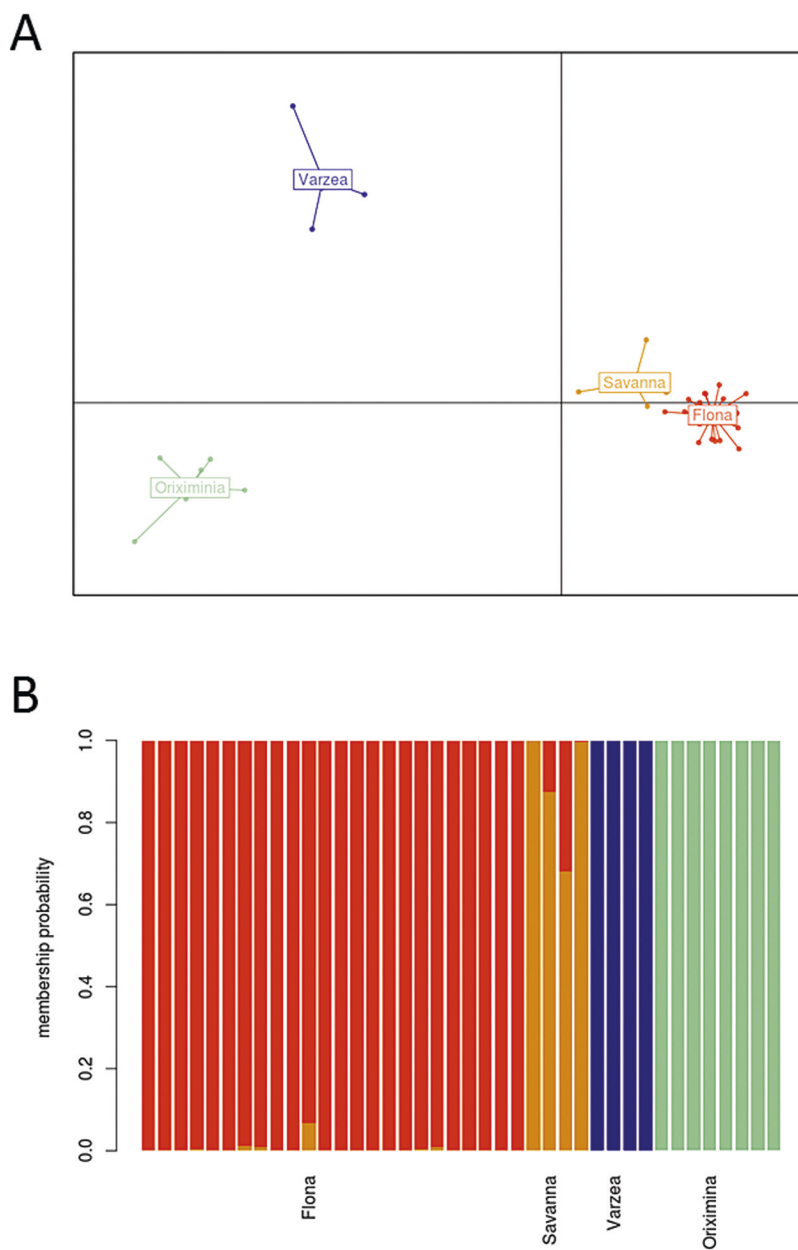 A
Varzea
Savanna
Flona
Oriximinia
B
membership probability
1.0
0.8
0.6
0.4
0.2
0.0
Flona
Savanna
Varzea
Oriximina